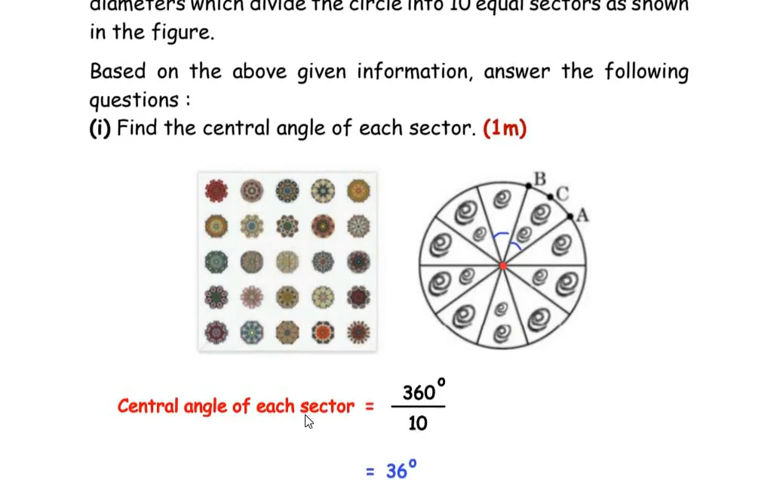 diameters which divide the circle into 10 equal sectors as shown
in the figure.
Based on the above given information, answer the following
questions :
(i) Find the central angle of each sector. (1m)
B
C
A
Central angle of each sector = 360°
10
= 36°